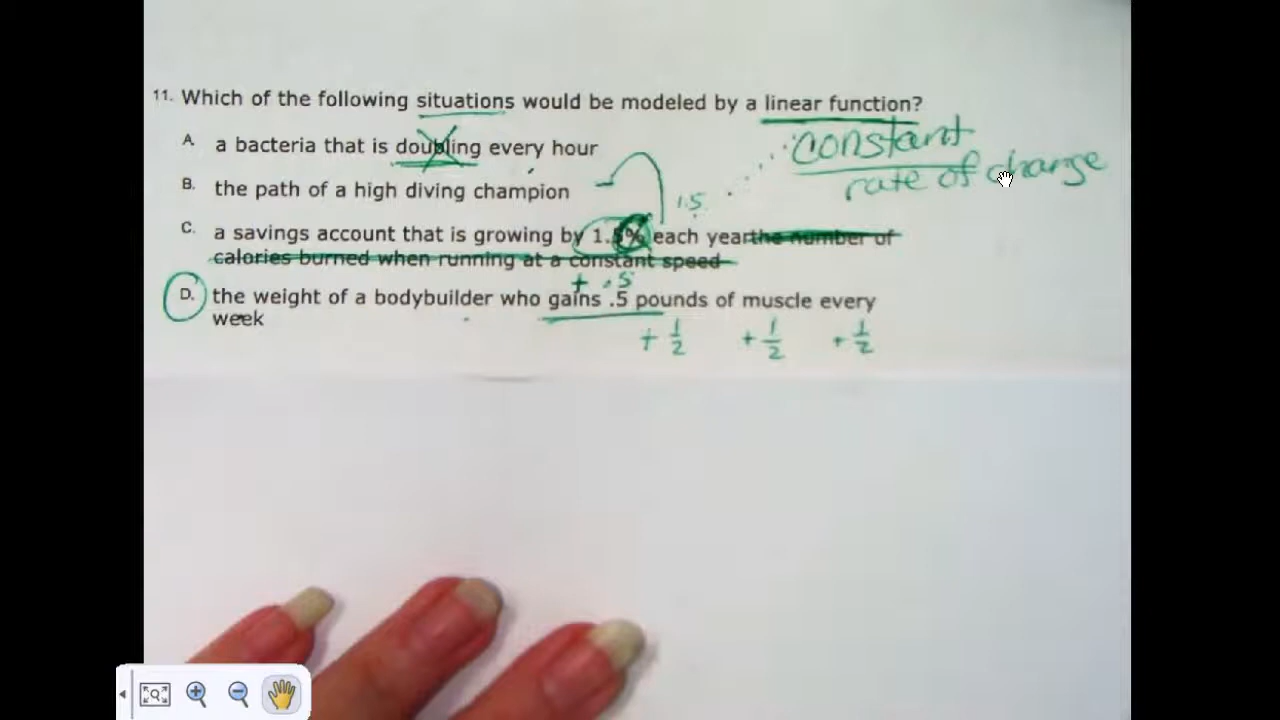 11. Which of the following situations would be modeled by a linear function?
constant
rate of change
A. a bacteria that is doubling every hour
B. the path of a high diving champion
1.5
C. a savings account that is growing by 1.5% each yearthe number of
calories burned when running at a constant speed
+ .5
D. the weight of a bodybuilder who gains .5 pounds of muscle every
week
+ 1/2 + 1/2 + 1/2